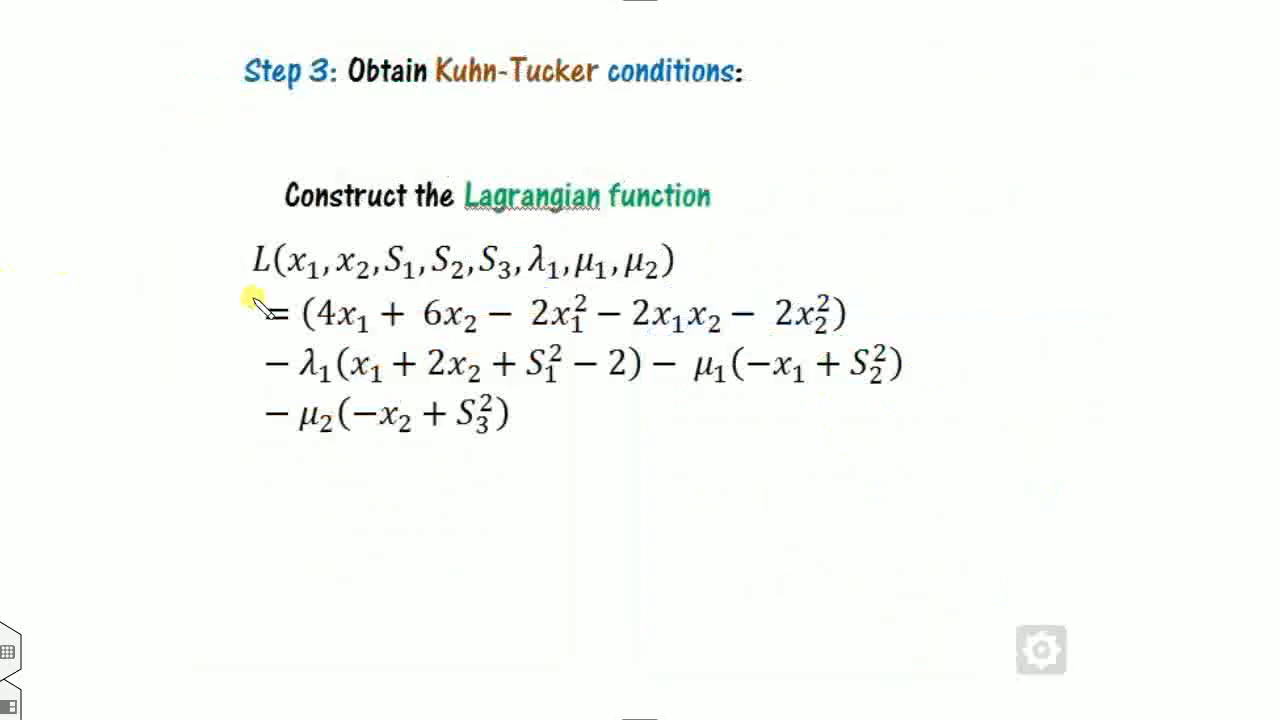 Step 3: Obtain Kuhn-Tucker conditions:
Construct the Lagrangian function
L(x₁, x₂, S₁, S₂, S₃, λ₁, μ₁, μ₂)
= (4x₁ + 6x₂ − 2x₁² − 2x₁x₂ − 2x₂²)
− λ₁(x₁ + 2x₂ + S₁² − 2) − μ₁(−x₁ + S₂²)
− μ₂(−x₂ + S₃²)